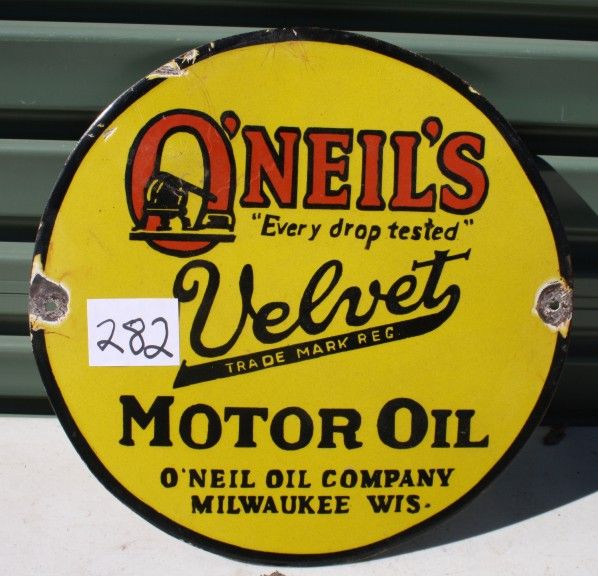 O'NEIL'S
"Every drop tested"
Velvet
TRADE MARK REG
282
MOTOR OIL
O'NEIL OIL COMPANY
MILWAUKEE WIS.